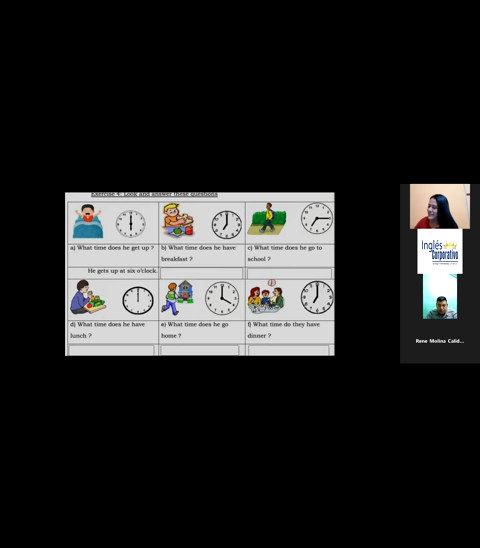 Exercise 4: Look and answer these questions
a) What time does he get up ?
b) What time does he have
breakfast ?
c) What time does he go to
school ?
He gets up at six o'clock.
d) What time does he have
lunch ?
e) What time does he go
home ?
f) What time do they have
dinner ?
Inglés
Corporativo
Rene Molina Calid...